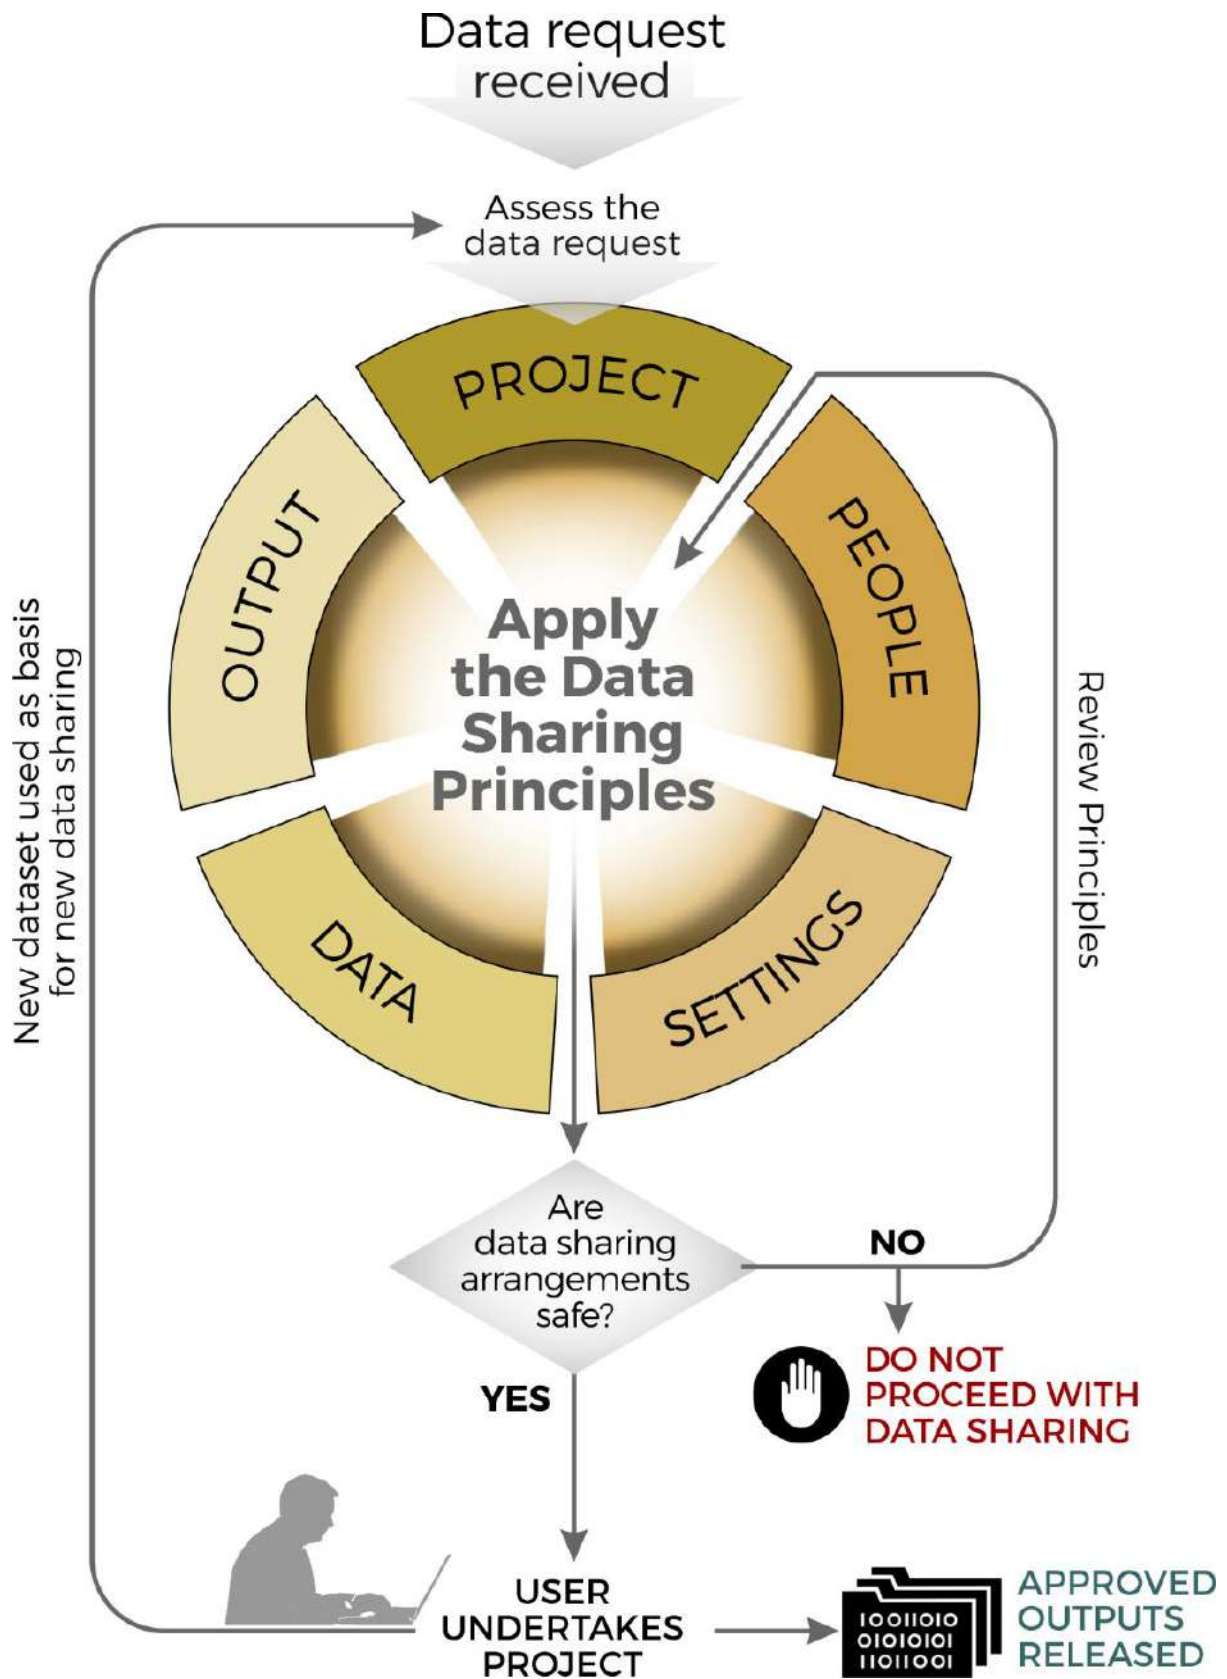 Data request
received
Assess the
data request
PROJECT
PEOPLE
OUTPUT
Apply
the Data
Sharing
Principles
SETTINGS
DATA
New dataset used as basis
for new data sharing
Review Principles
Are
data sharing
arrangements
safe?
NO
YES
DO NOT
PROCEED WITH
DATA SHARING
USER
UNDERTAKES
PROJECT
10011010
01010101
10110011001
APPROVED
OUTPUTS
RELEASED